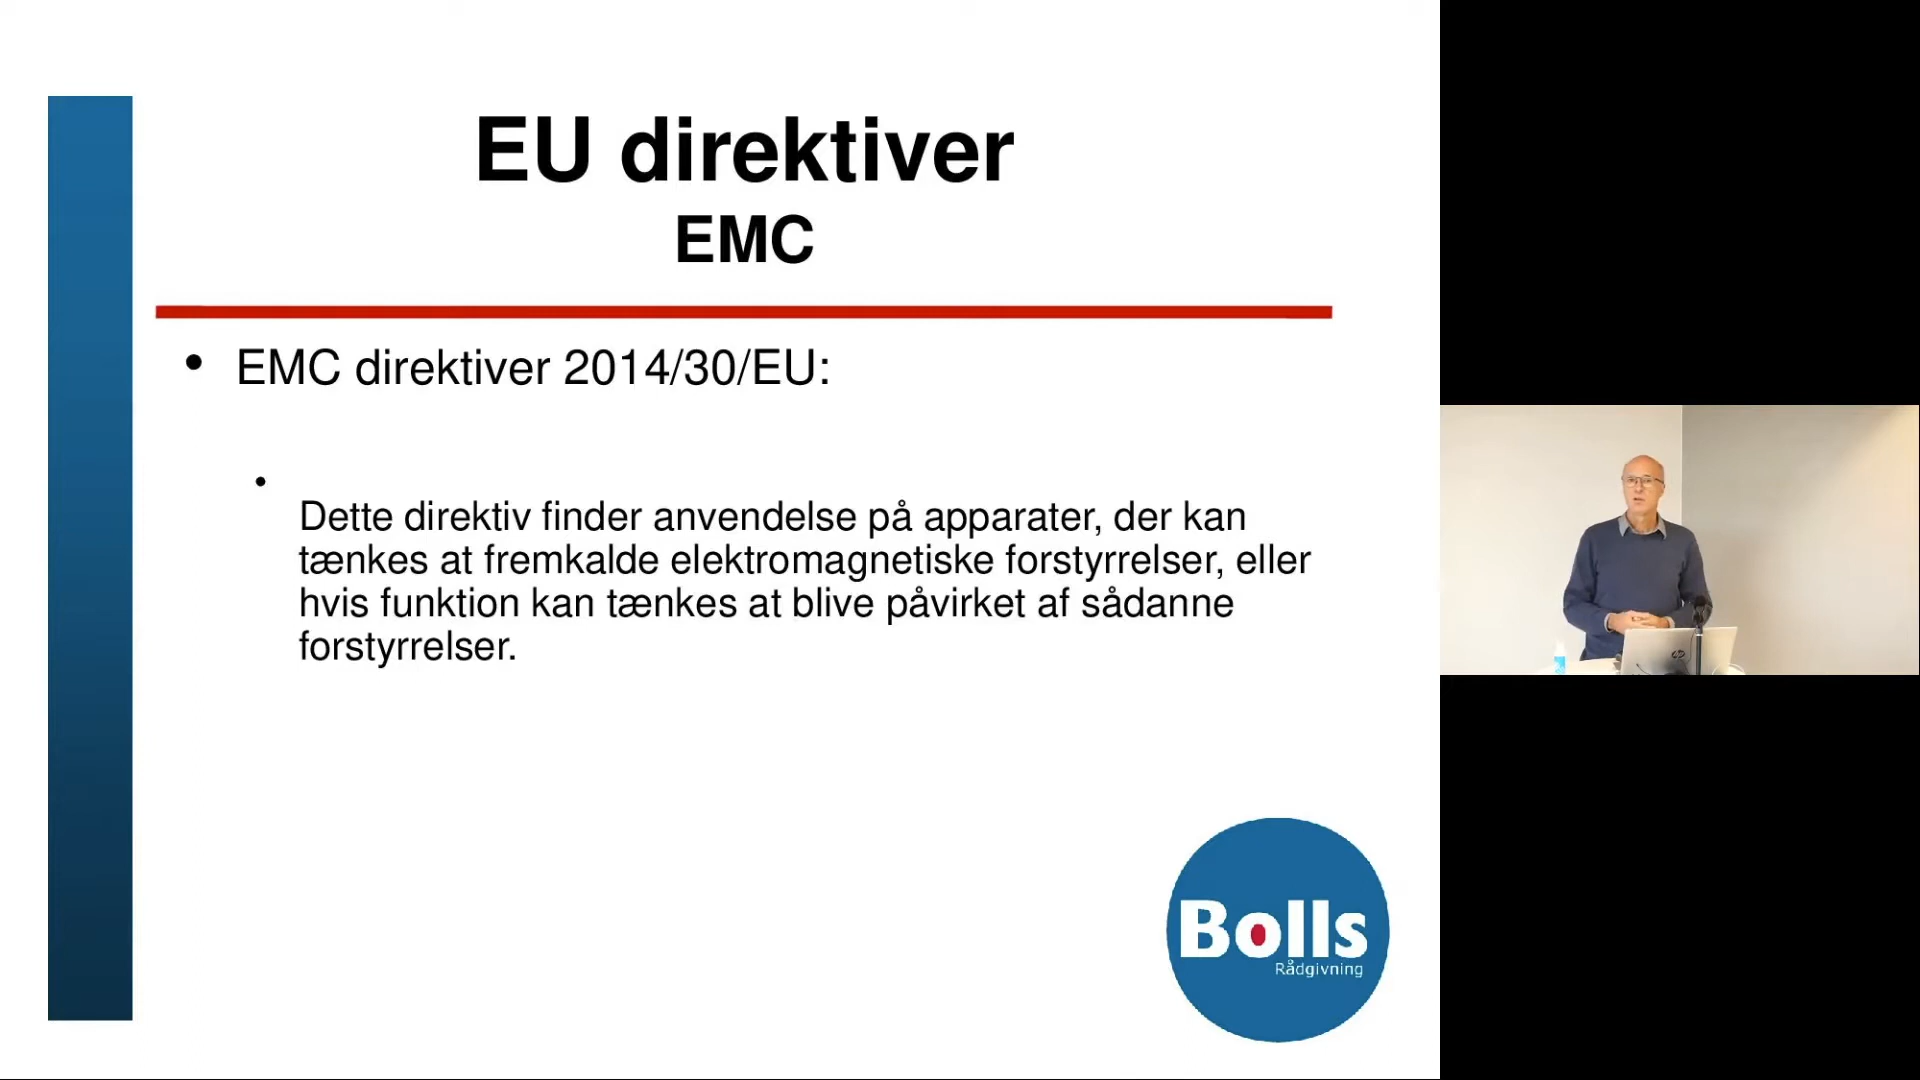 EU direktiver
EMC
• EMC direktiver 2014/30/EU:
•
Dette direktiv finder anvendelse på apparater, der kan
tænkes at fremkalde elektromagnetiske forstyrrelser, eller
hvis funktion kan tænkes at blive påvirket af sådanne
forstyrrelser.
Bolls
Rådgivning
hp